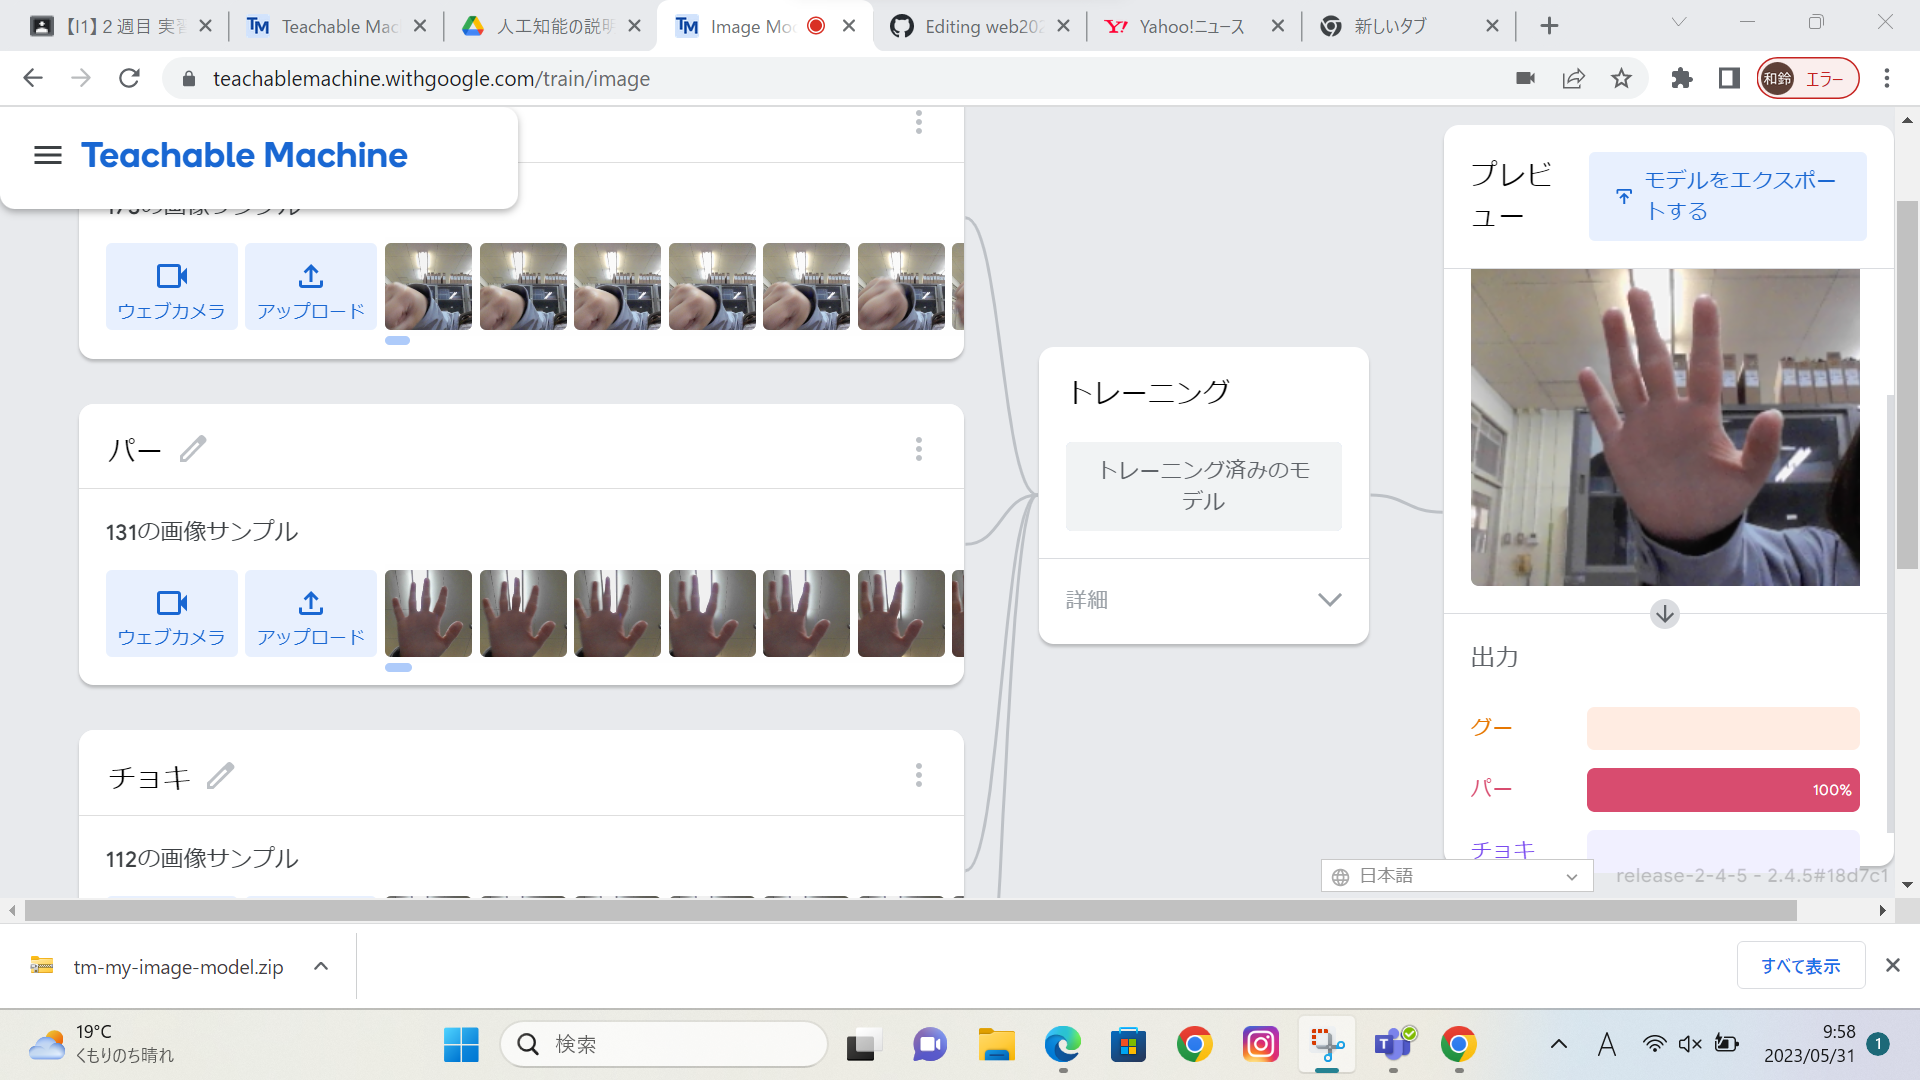 【I1】２週目 実習
Teachable Mac
人工知能の説明
Image Mod
Editing web202
Yahoo!ニュース
新しいタブ
teachablemachine.withgoogle.com/train/image
和鈴
エラー
Teachable Machine
ウェブカメラ
アップロード
パー
131の画像サンプル
ウェブカメラ
アップロード
チョキ
112の画像サンプル
トレーニング
トレーニング済みのモ
デル
詳細
プレビ
ュー
モデルをエクスポー
トする
出力
グー
パー
100%
チョキ
日本語
release-2-4-5 - 2.4.5#18d7c1
tm-my-image-model.zip
すべて表示
19°C
くもりのち晴れ
検索
A
9:58
2023/05/31
1